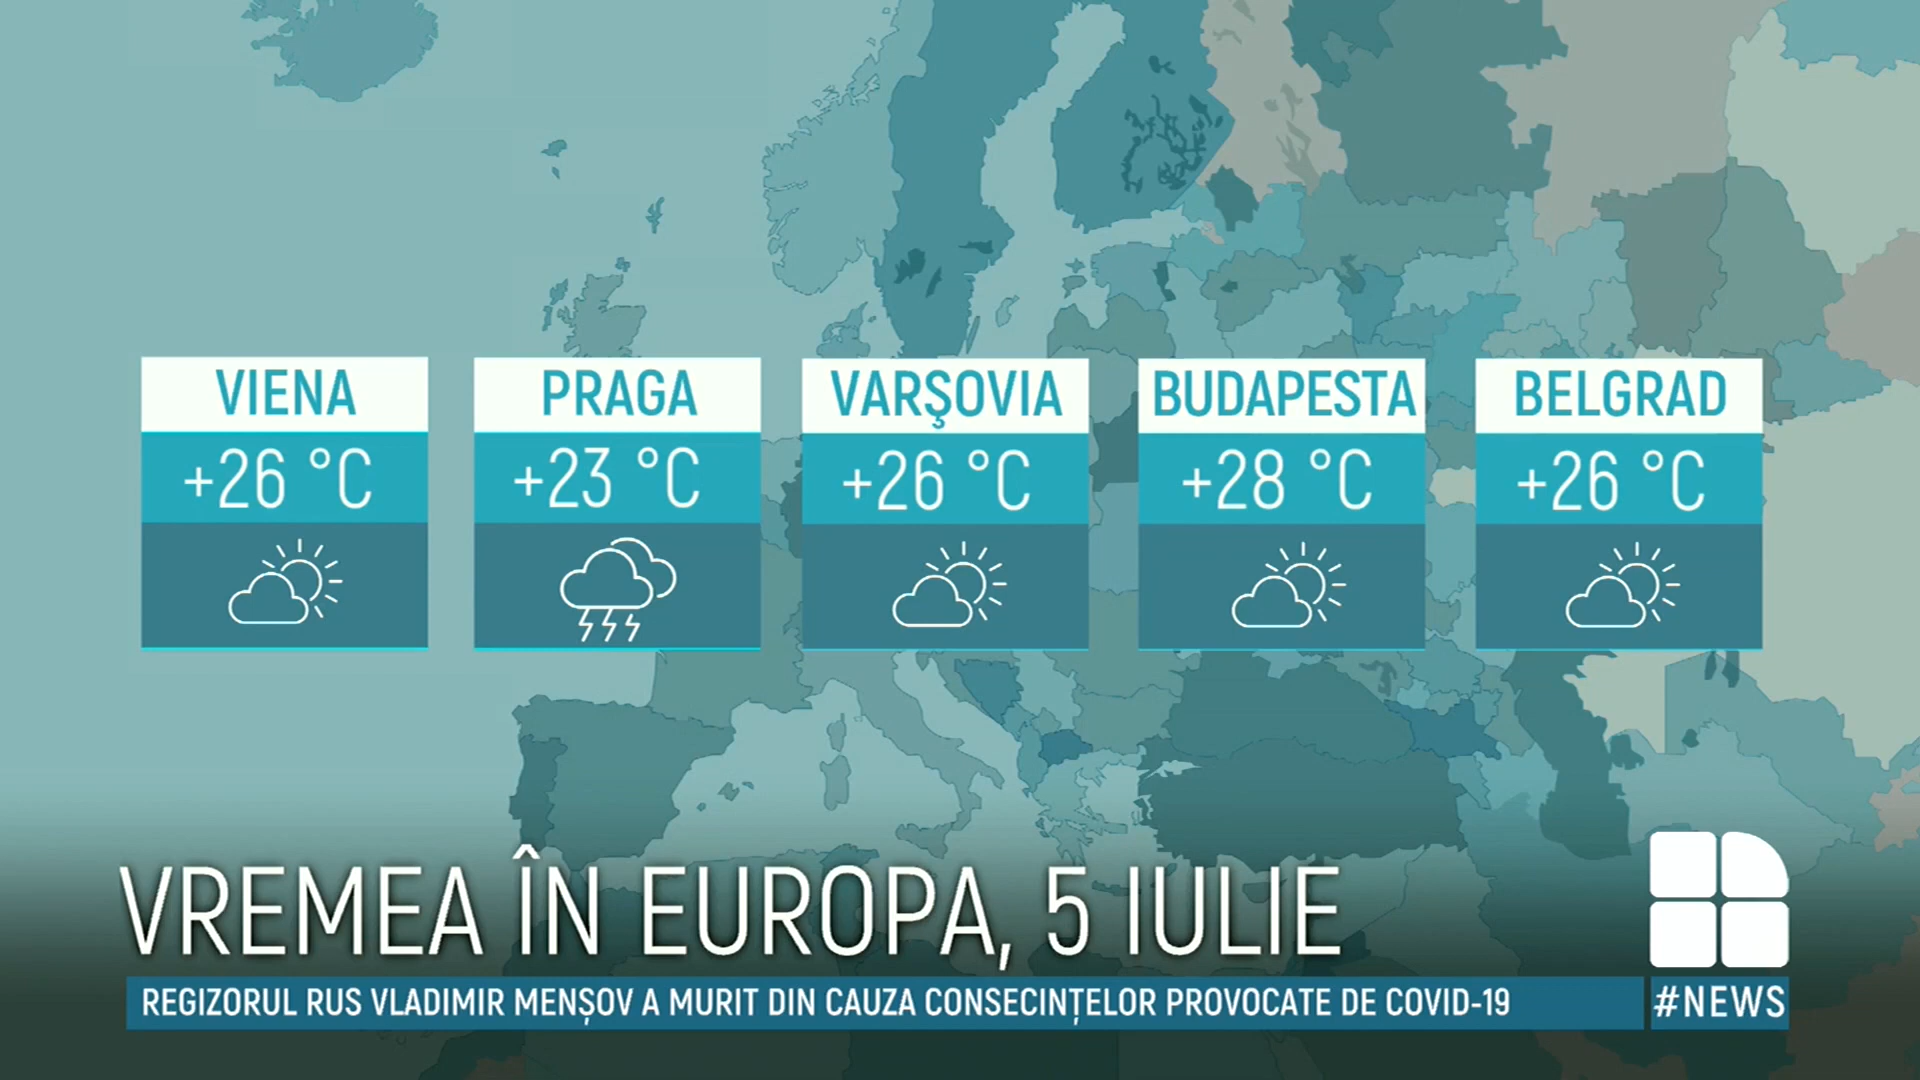 VIENA
+26 °C
PRAGA
+23 °C
VARŞOVIA
+26 °C
BUDAPESTA
+28 °C
BELGRAD
+26 °C
VREMEA ÎN EUROPA, 5 IULIE
REGIZORUL RUS VLADIMIR MENȘOV A MURIT DIN CAUZA CONSECINȚELOR PROVOCATE DE COVID-19
#NEWS